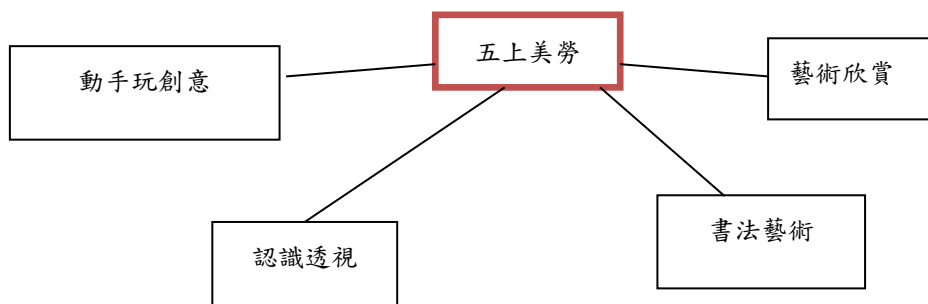 五上美勞
動手玩創意
藝術欣賞
認識透視
書法藝術